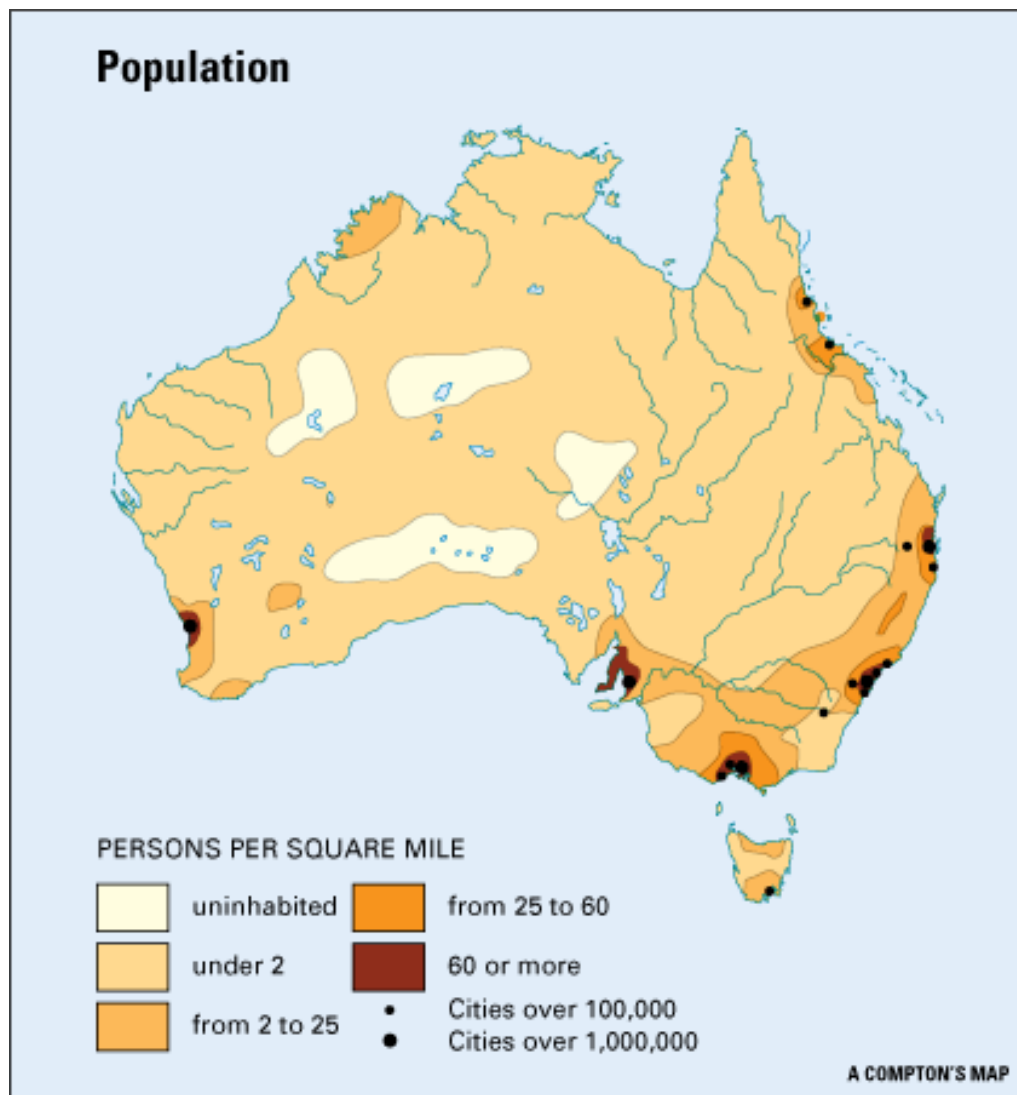 Population
PERSONS PER SQUARE MILE
uninhabited
under 2
from 2 to 25
from 25 to 60
60 or more
Cities over 100,000
Cities over 1,000,000
A COMPTON'S MAP